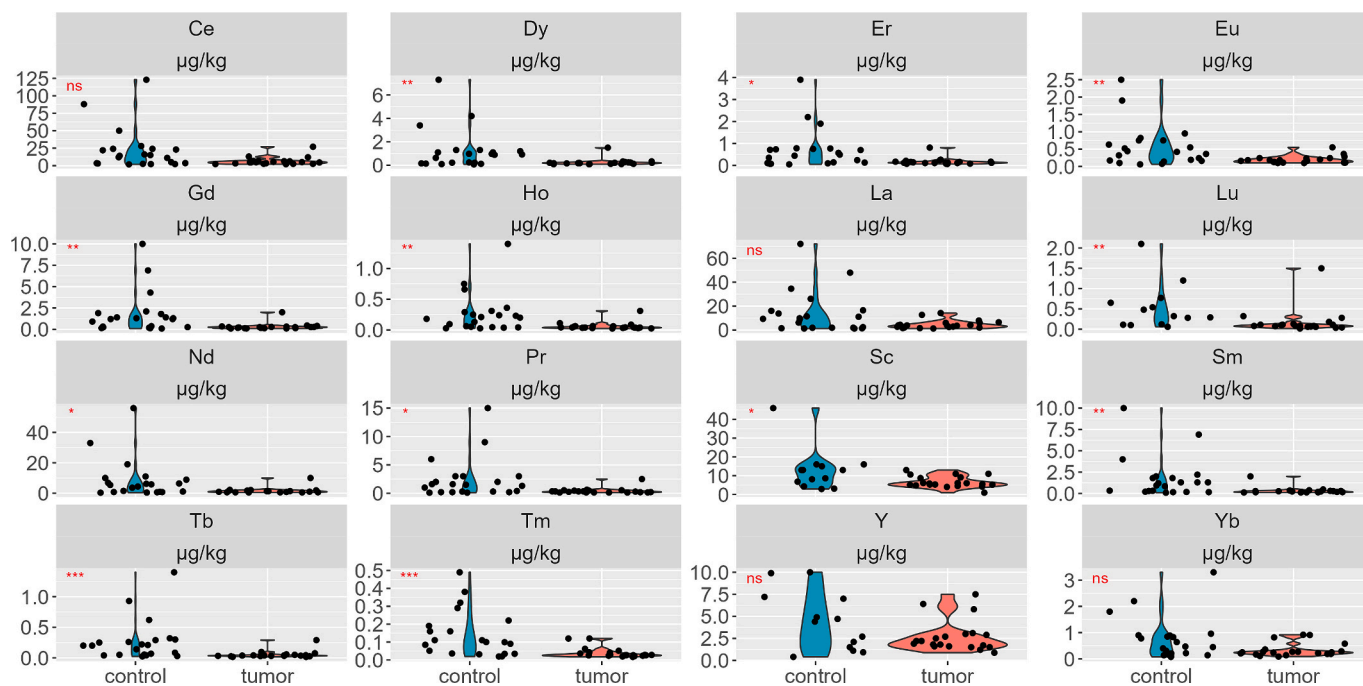 Ce Dy Er Eu
µg/kg µg/kg µg/kg µg/kg
125 100 75 50 25 0 ns
6 4 2 0 **
4 3 2 1 0 *
2.5 2.0 1.5 1.0 0.5 0.0 **
Gd Ho La Lu
µg/kg µg/kg µg/kg µg/kg
10.0 7.5 5.0 2.5 0.0 **
1.0 0.5 0.0 **
60 40 20 0 ns
2.0 1.5 1.0 0.5 0.0 **
Nd Pr Sc Sm
µg/kg µg/kg µg/kg µg/kg
40 20 0 *
15 10 5 0 *
40 30 20 10 0 *
10.0 7.5 5.0 2.5 0.0 **
Tb Tm Y Yb
µg/kg µg/kg µg/kg µg/kg
1.0 0.5 0.0 ***
0.5 0.4 0.3 0.2 0.1 0.0 ***
10.0 7.5 5.0 2.5 0.0 ns
3 2 1 0 ns
control tumor control tumor control tumor control tumor